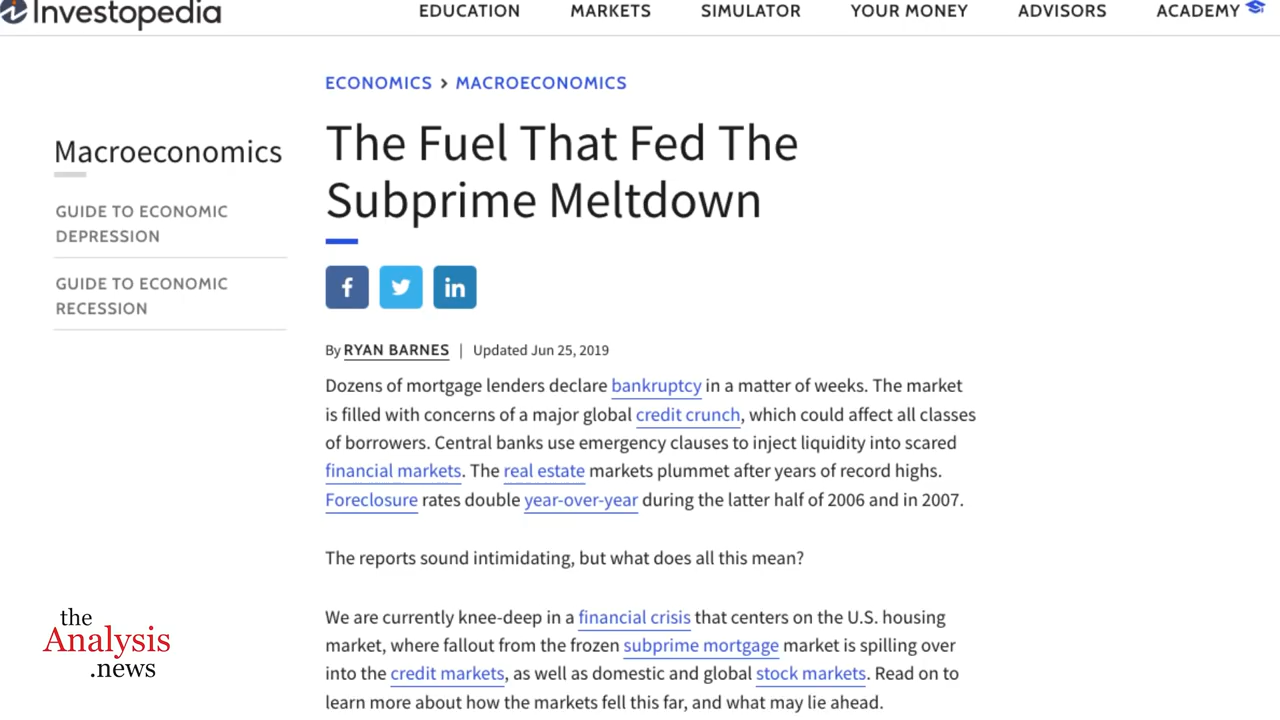 Investopedia
EDUCATION MARKETS SIMULATOR YOUR MONEY ADVISORS ACADEMY
ECONOMICS > MACROECONOMICS
Macroeconomics
GUIDE TO ECONOMIC
DEPRESSION
GUIDE TO ECONOMIC
RECESSION
The Fuel That Fed The
Subprime Meltdown
f in
By RYAN BARNES | Updated Jun 25, 2019
Dozens of mortgage lenders declare bankruptcy in a matter of weeks. The market
is filled with concerns of a major global credit crunch, which could affect all classes
of borrowers. Central banks use emergency clauses to inject liquidity into scared
financial markets. The real estate markets plummet after years of record highs.
Foreclosure rates double year-over-year during the latter half of 2006 and in 2007.
The reports sound intimidating, but what does all this mean?
We are currently knee-deep in a financial crisis that centers on the U.S. housing
market, where fallout from the frozen subprime mortgage market is spilling over
into the credit markets, as well as domestic and global stock markets. Read on to
learn more about how the markets fell this far, and what may lie ahead.
the
Analysis
.news